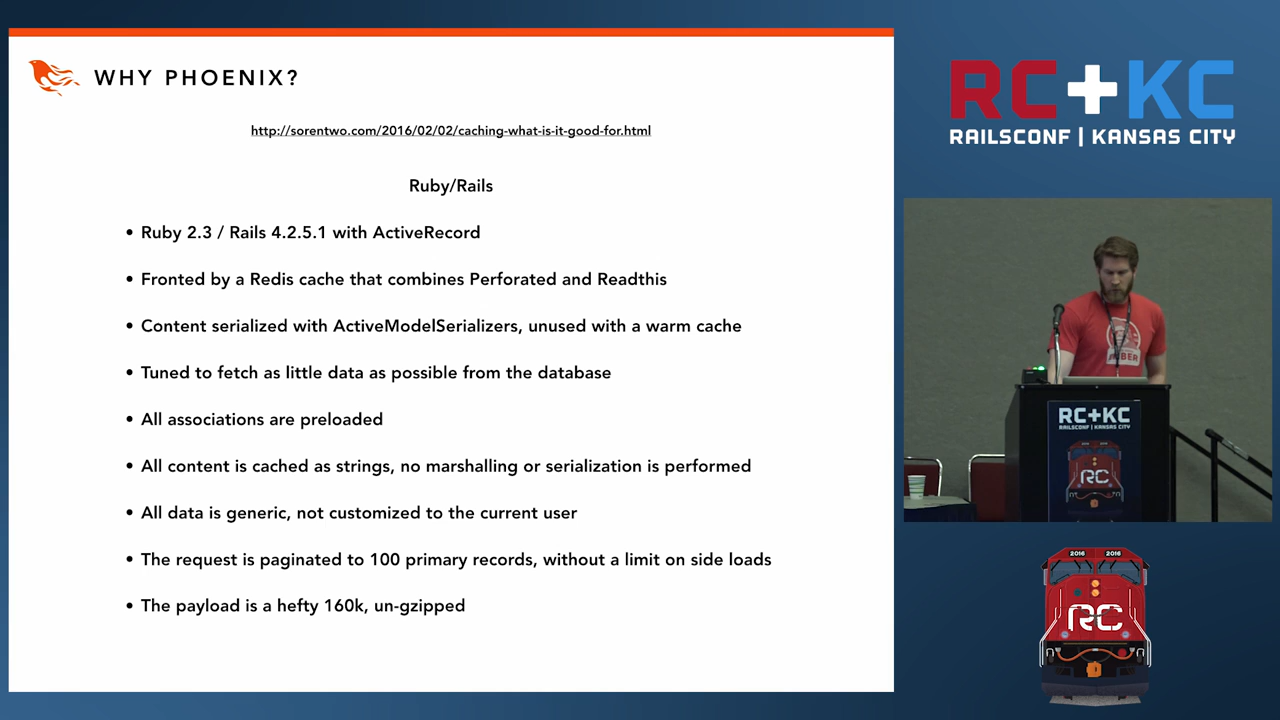 WHY PHOENIX?
http://sorentwo.com/2016/02/02/caching-what-is-it-good-for.html
Ruby/Rails
• Ruby 2.3 / Rails 4.2.5.1 with ActiveRecord
• Fronted by a Redis cache that combines Perforated and Readthis
• Content serialized with ActiveModelSerializers, unused with a warm cache
• Tuned to fetch as little data as possible from the database
• All associations are preloaded
• All content is cached as strings, no marshalling or serialization is performed
• All data is generic, not customized to the current user
• The request is paginated to 100 primary records, without a limit on side loads
• The payload is a hefty 160k, un-gzipped
RC+KC
RAILSCONF | KANSAS CITY
RC+KC
RAILSCONF | KANSAS CITY
RC
2016 2016
RC